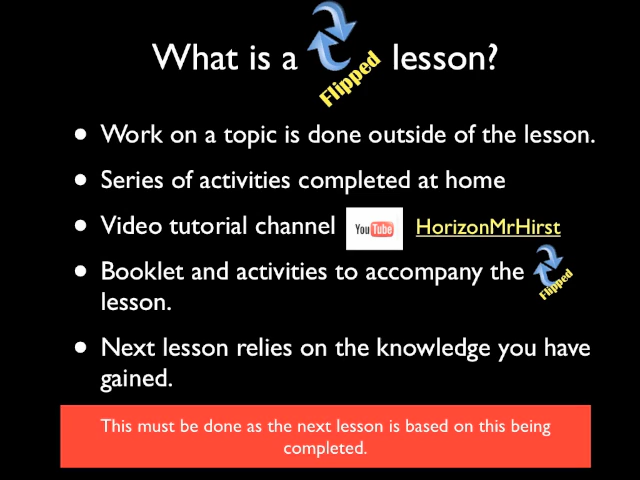 What is a Flipped lesson?
• Work on a topic is done outside of the lesson.
• Series of activities completed at home
• Video tutorial channel YouTube HorizonMrHirst
• Booklet and activities to accompany the Flipped
lesson.
• Next lesson relies on the knowledge you have
gained.
This must be done as the next lesson is based on this being
completed.